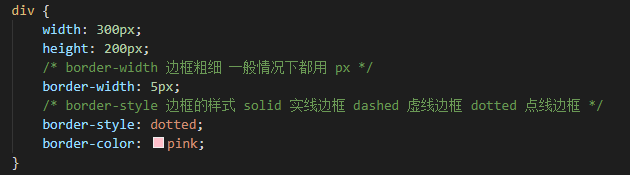 div {
width: 300px;
height: 200px;
/* border-width 边框粗细 一般情况下都用 px */
border-width: 5px;
/* border-style 边框的样式 solid 实线边框 dashed 虚线边框 dotted 点线边框 */
border-style: dotted;
border-color: pink;
}